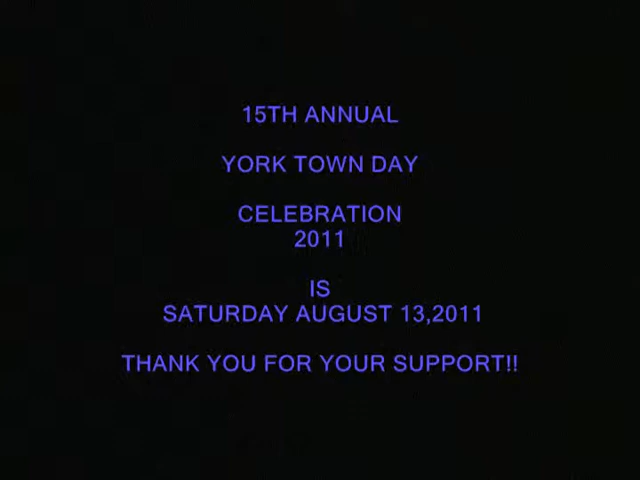 15TH ANNUAL
YORK TOWN DAY
CELEBRATION
2011
IS
SATURDAY AUGUST 13,2011
THANK YOU FOR YOUR SUPPORT!!